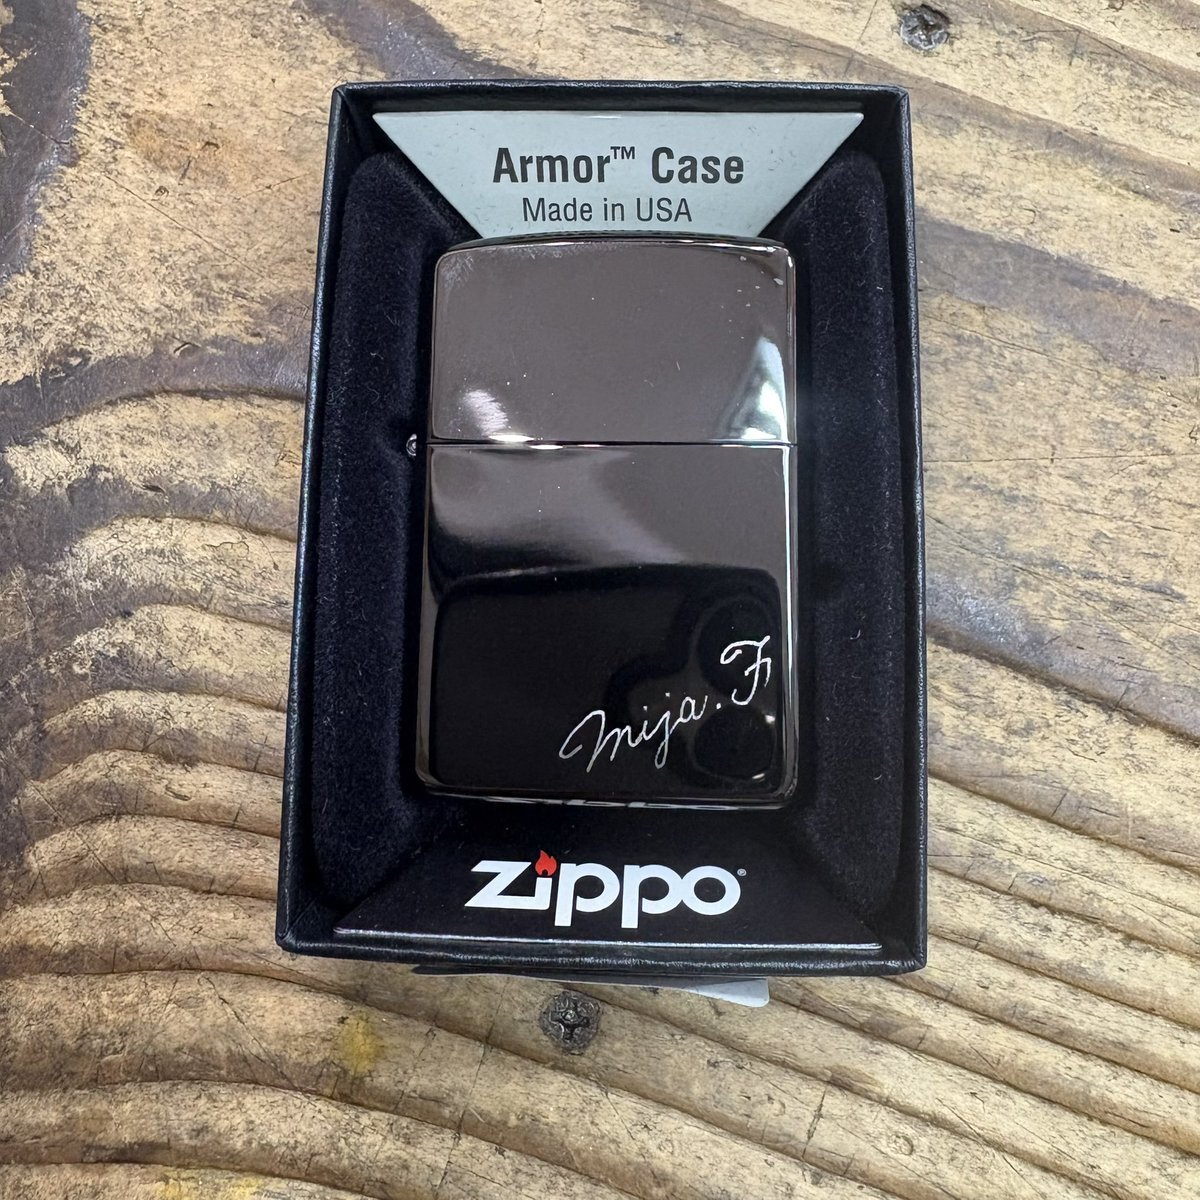 Armor™ Case
Made in USA
Mija.F
zippo®